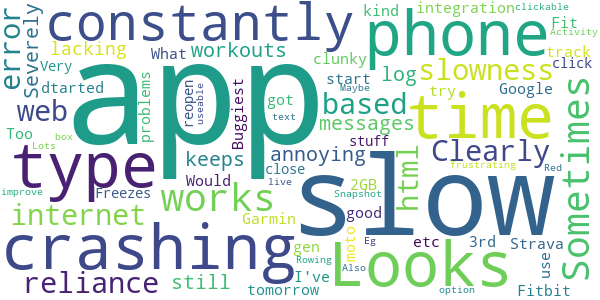 app
slow
crashing
constantly
phone
time
type
Looks
works
Sometimes
slowness
based
web
internet
reliance
Clearly
html
error
Severely
lacking
What
workouts
dtarted
Very
problems
reopen
useable
Buggiest
got
text
start
Maybe
clunky
kind
integration
clickable
Activity
Fit
track
log
messages
try
Google
click
stuff
annoying
keeps
Too
Lots
box
Freezes
Would
close
live
2GB
frustrating
Red
improve
Garmin
good
moto
Snapshot
Eg
etc
3rd
Strava
use
still
gen
I've
Rowing
Also
tomorrow
option
Fitbit